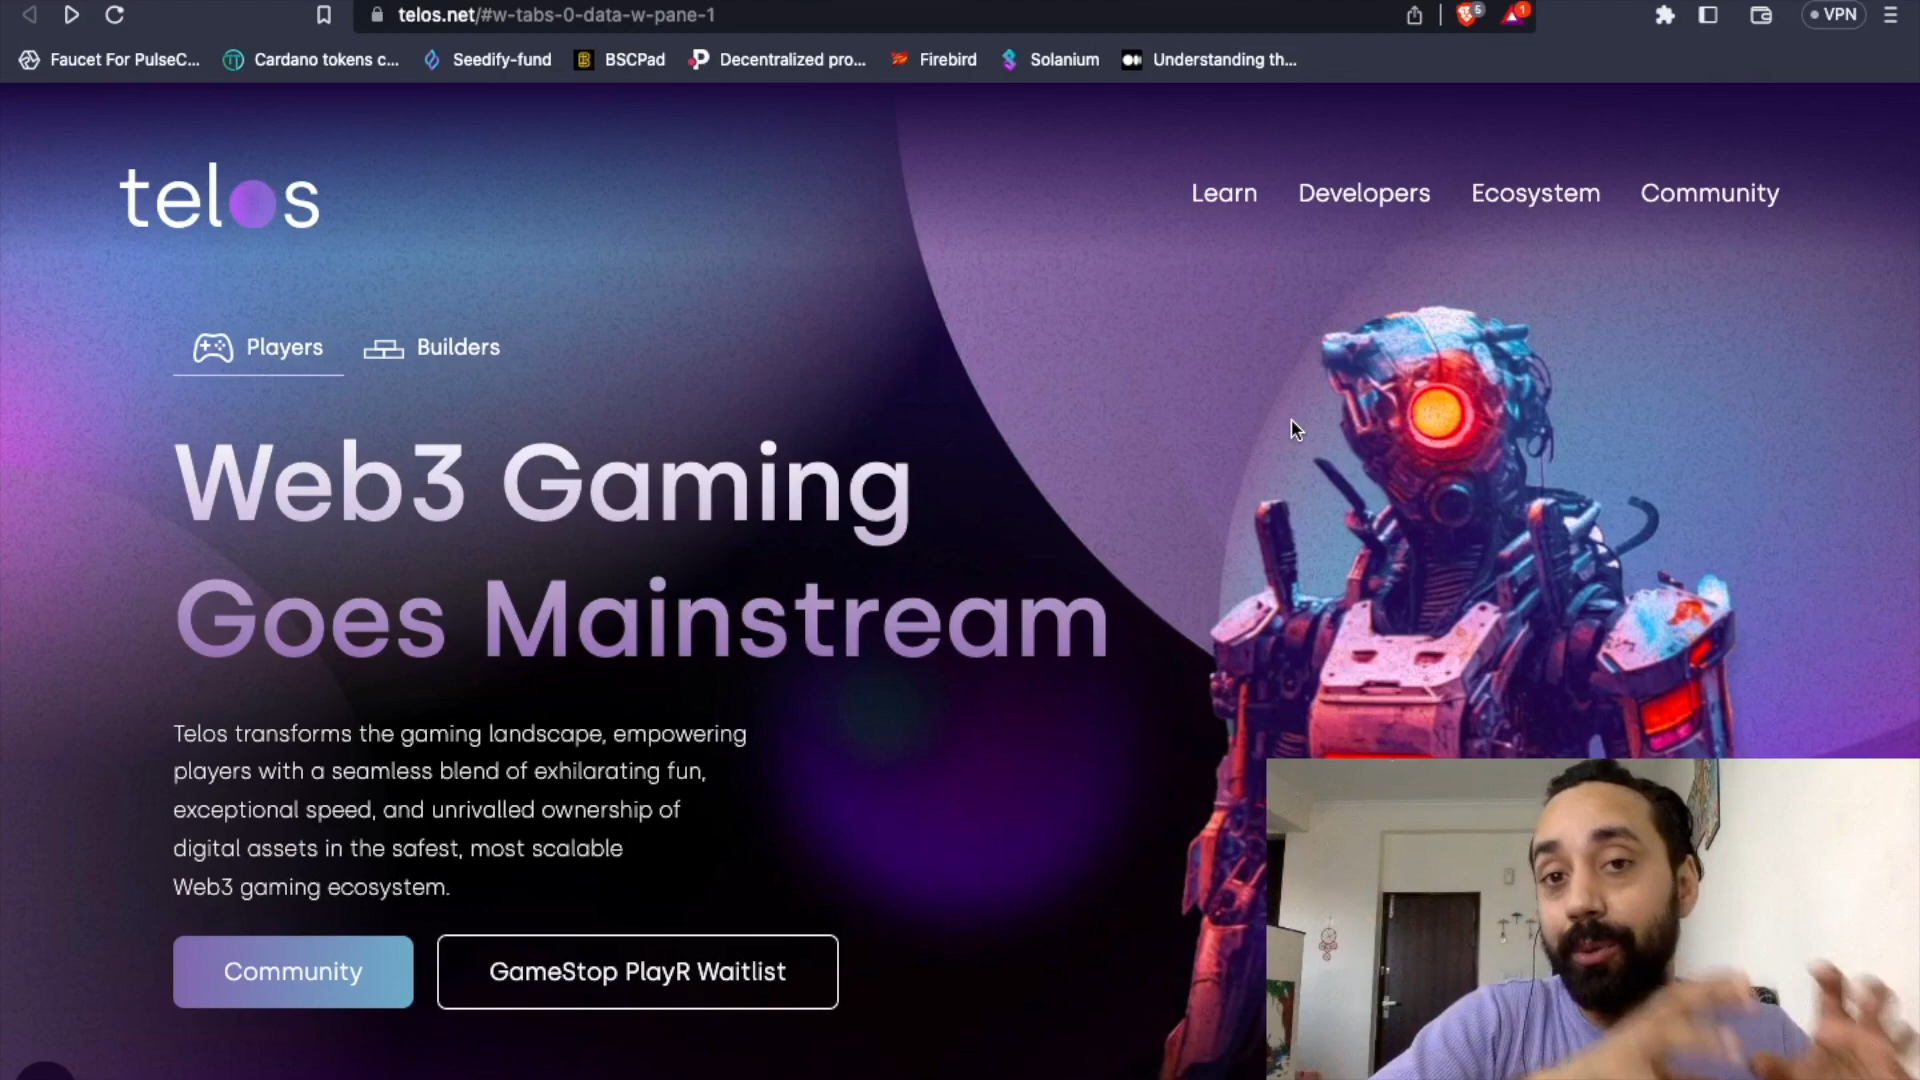 telos.net/#w-tabs-0-data-w-pane-1
5
1
VPN
Faucet For PulseC...
Cardano tokens c...
Seedify-fund
BSCPad
Decentralized pro...
Firebird
Solanium
Understanding th...
telos
Learn
Developers
Ecosystem
Community
Players
Builders
Web3 Gaming
Goes Mainstream
Telos transforms the gaming landscape, empowering
players with a seamless blend of exhilarating fun,
exceptional speed, and unrivalled ownership of
digital assets in the safest, most scalable
Web3 gaming ecosystem.
Community
GameStop PlayR Waitlist